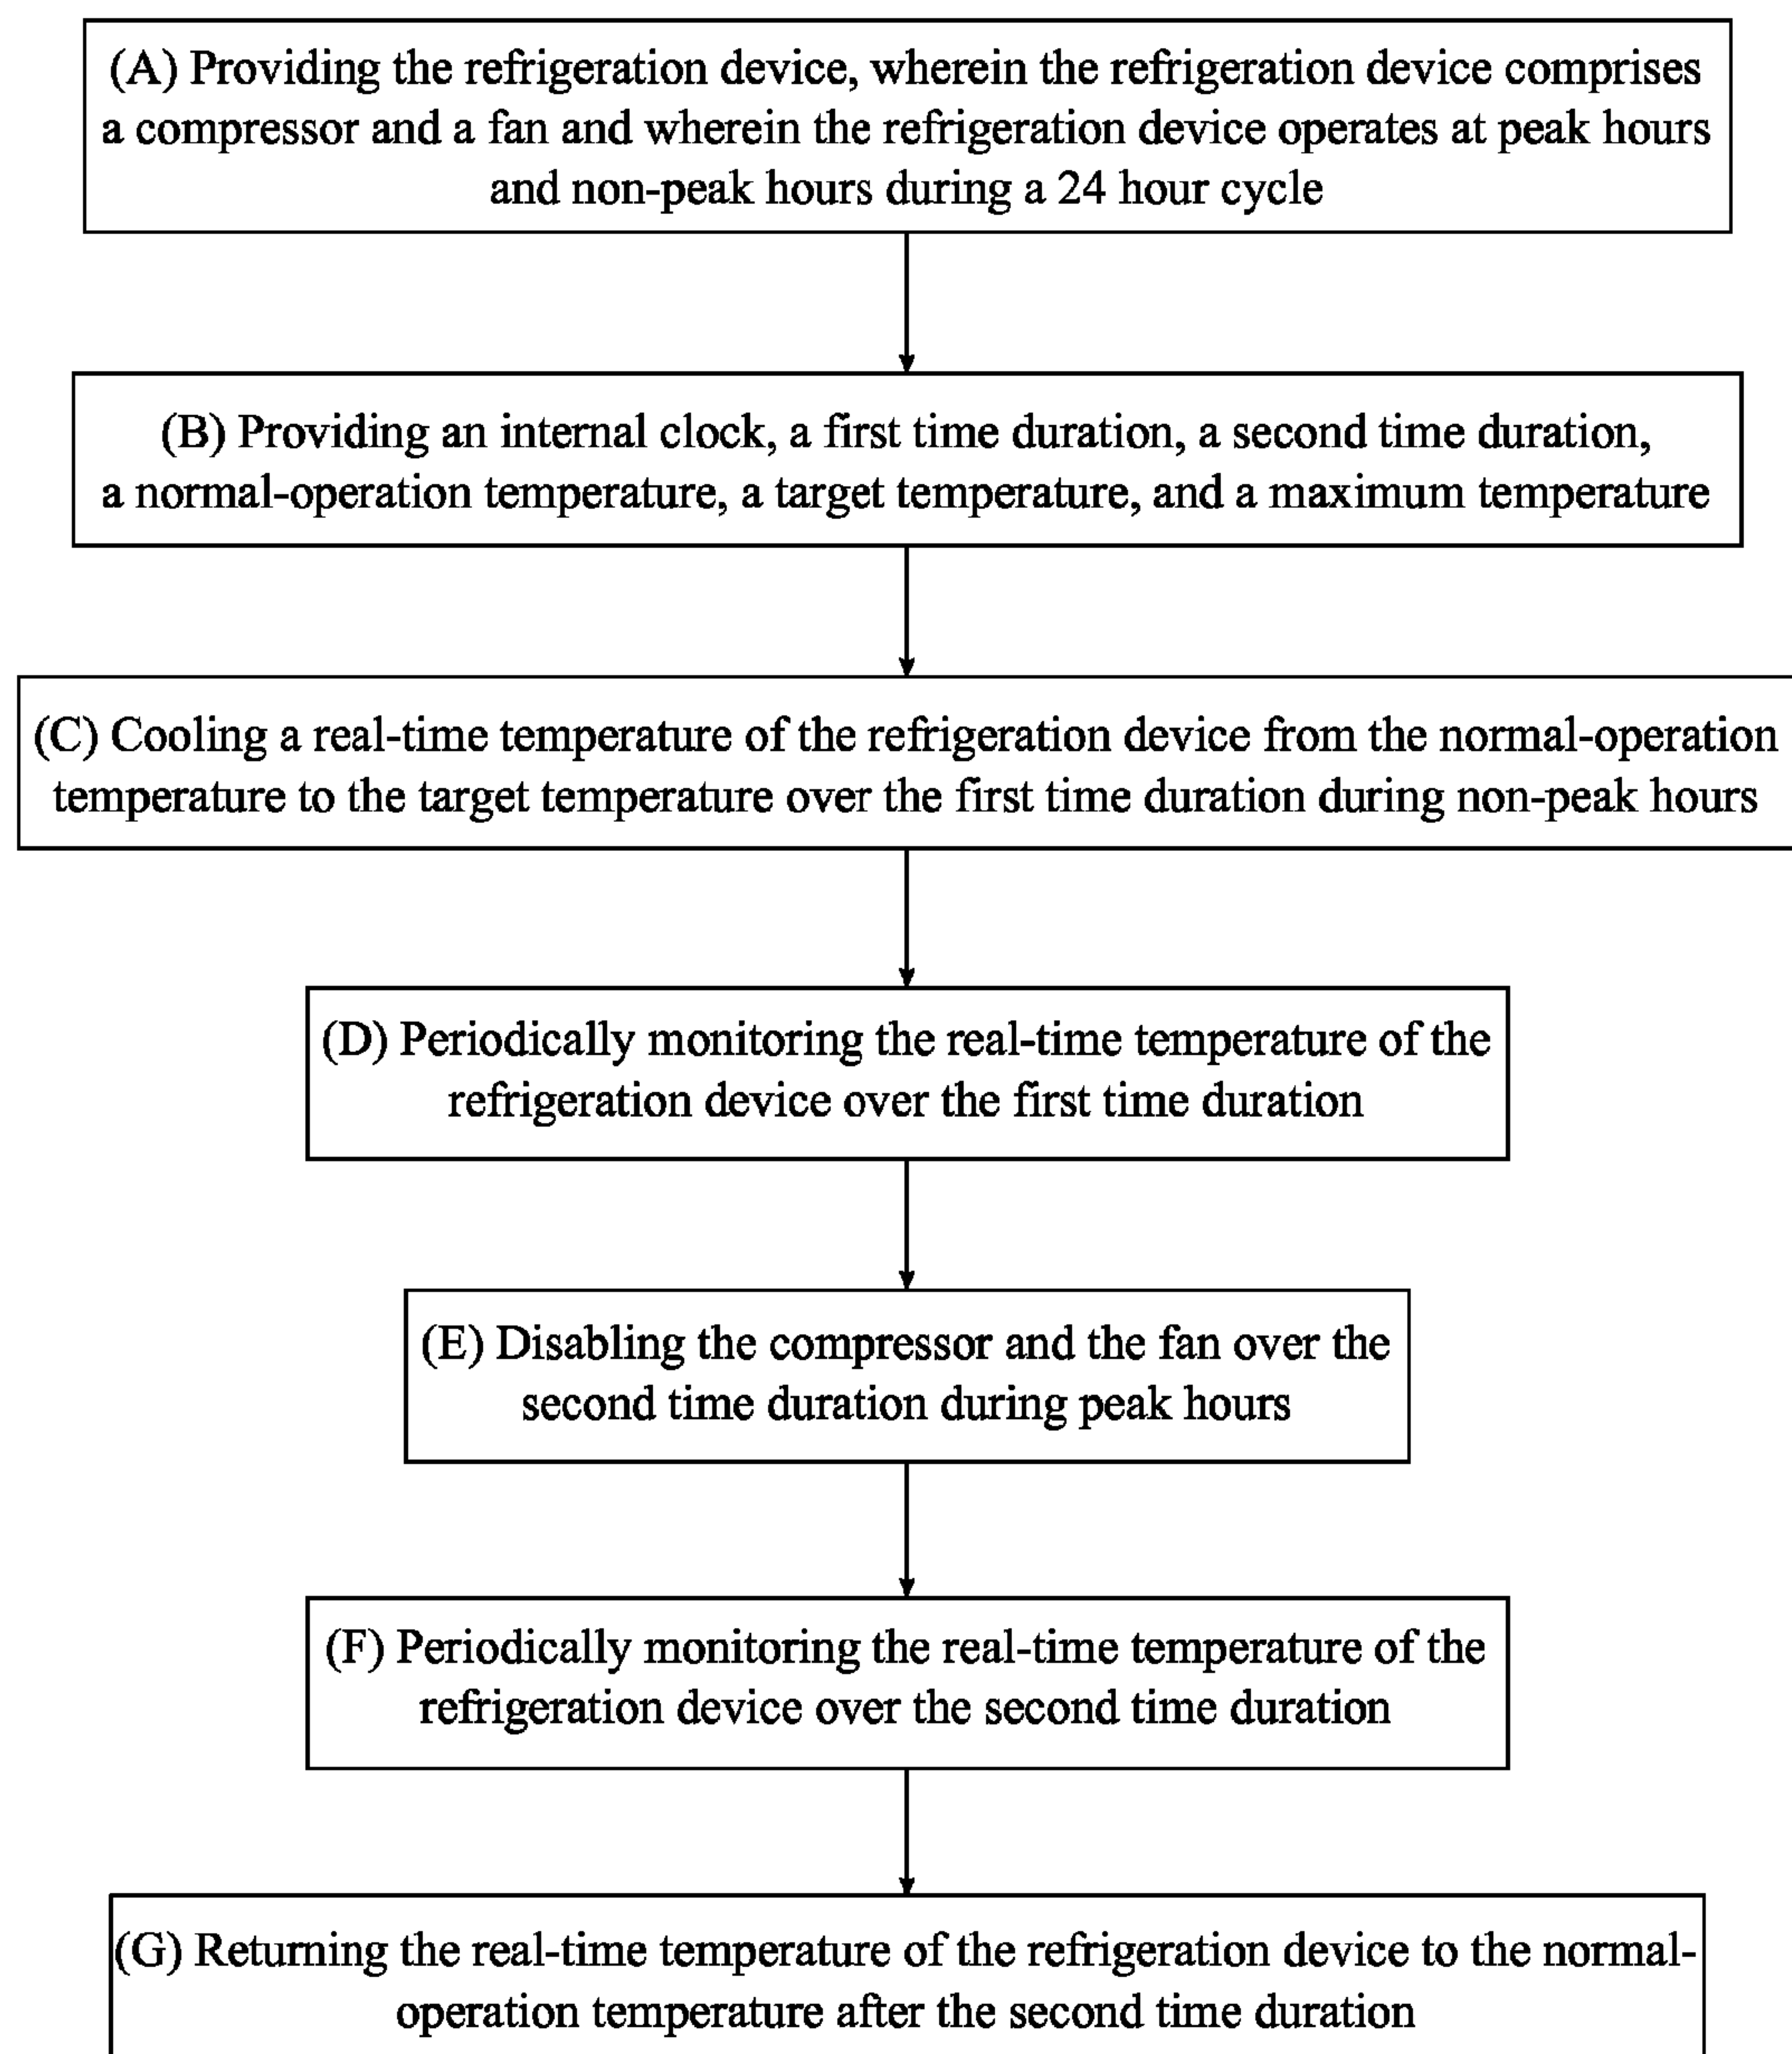 (A) Providing the refrigeration device, wherein the refrigeration device comprises
a compressor and a fan and wherein the refrigeration device operates at peak hours
and non-peak hours during a 24 hour cycle
(B) Providing an internal clock, a first time duration, a second time duration,
a normal-operation temperature, a target temperature, and a maximum temperature
(C) Cooling a real-time temperature of the refrigeration device from the normal-operation
temperature to the target temperature over the first time duration during non-peak hours
(D) Periodically monitoring the real-time temperature of the
refrigeration device over the first time duration
(E) Disabling the compressor and the fan over the
second time duration during peak hours
(F) Periodically monitoring the real-time temperature of the
refrigeration device over the second time duration
(G) Returning the real-time temperature of the refrigeration device to the normal-
operation temperature after the second time duration